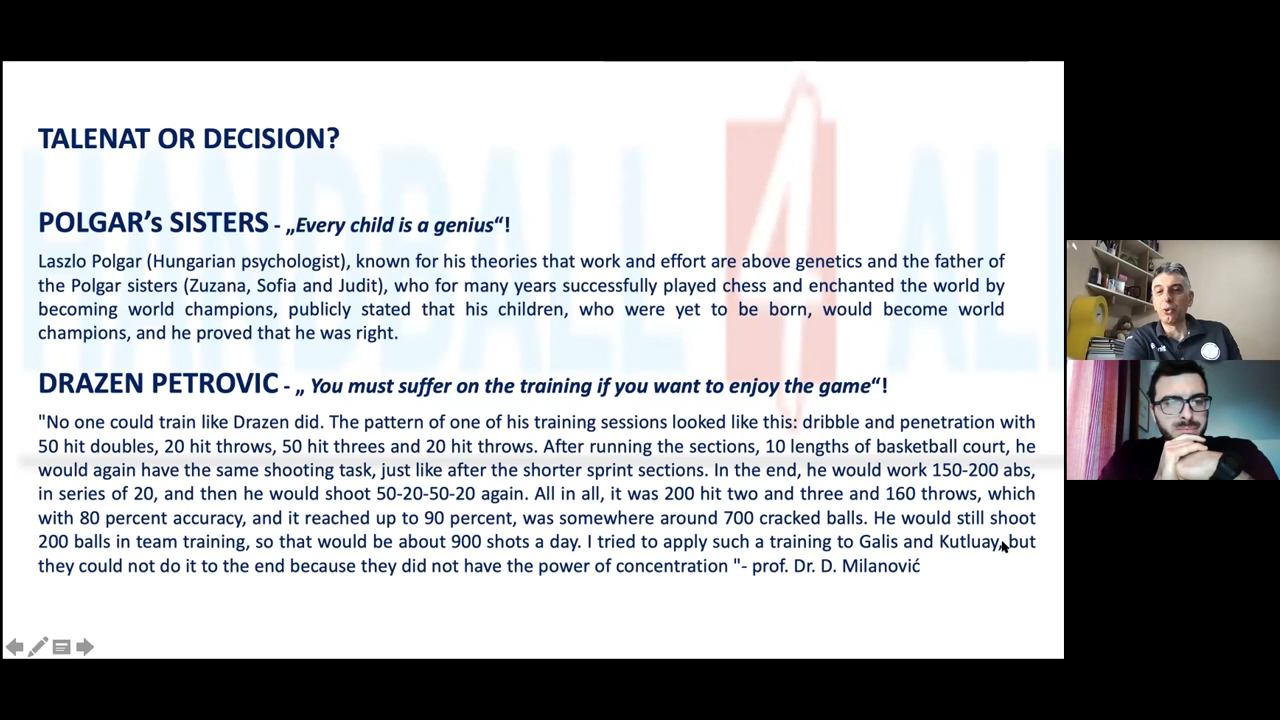 TALENAT OR DECISION?
POLGAR’s SISTERS - „Every child is a genius“!
Laszlo Polgar (Hungarian psychologist), known for his theories that work and effort are above genetics and the father of
the Polgar sisters (Zuzana, Sofia and Judit), who for many years successfully played chess and enchanted the world by
becoming world champions, publicly stated that his children, who were yet to be born, would become world
champions, and he proved that he was right.
DRAZEN PETROVIC - „ You must suffer on the training if you want to enjoy the game“!
"No one could train like Drazen did. The pattern of one of his training sessions looked like this: dribble and penetration with
50 hit doubles, 20 hit throws, 50 hit threes and 20 hit throws. After running the sections, 10 lengths of basketball court, he
would again have the same shooting task, just like after the shorter sprint sections. In the end, he would work 150-200 abs,
in series of 20, and then he would shoot 50-20-50-20 again. All in all, it was 200 hit two and three and 160 throws, which
with 80 percent accuracy, and it reached up to 90 percent, was somewhere around 700 cracked balls. He would still shoot
200 balls in team training, so that would be about 900 shots a day. I tried to apply such a training to Galis and Kutluay, but
they could not do it to the end because they did not have the power of concentration "- prof. Dr. D. Milanović
HANDBALL 4 ALL